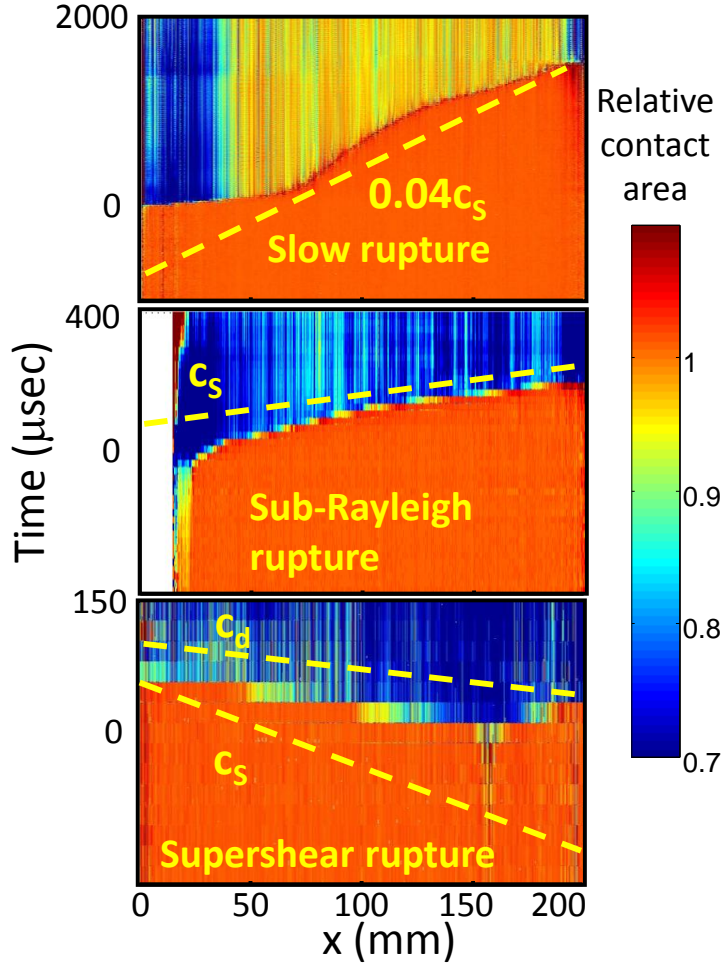 2000
0
0.04cS
Slow rupture
Relative
contact
area
1
0.9
0.8
0.7
Time (μsec)
400
0
cS
Sub-Rayleigh
rupture
150
0
cd
cS
Supershear rupture
0
50
100
150
200
x (mm)